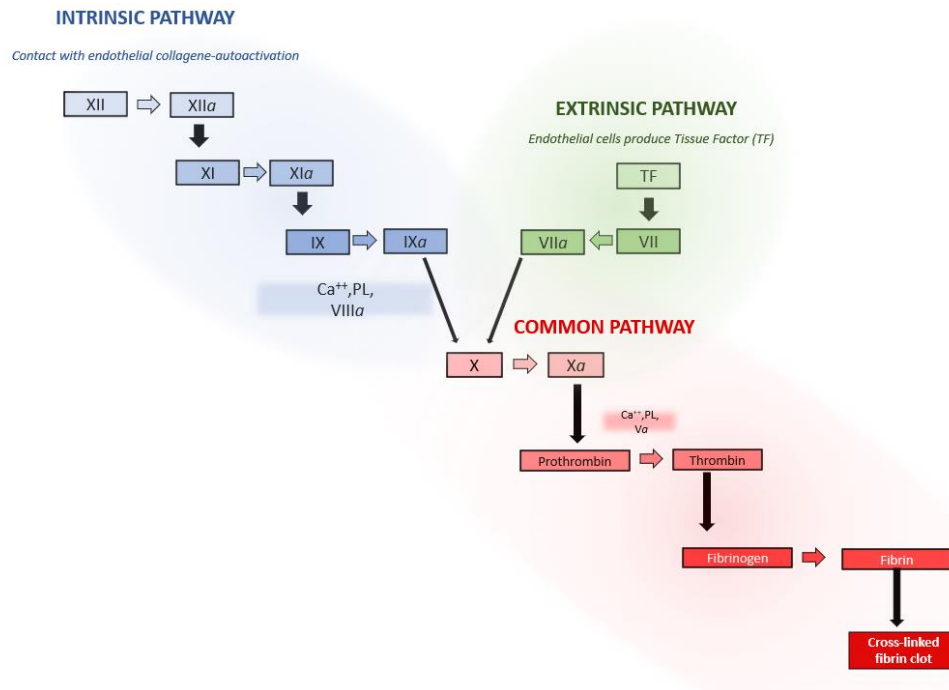 INTRINSIC PATHWAY
Contact with endothelial collagene-autoactivation
XII
XIIa
XI
XIa
IX
IXa
Ca⁺⁺,PL,
VIIIa
EXTRINSIC PATHWAY
Endothelial cells produce Tissue Factor (TF)
TF
VIIa
VII
COMMON PATHWAY
X
Xa
Ca⁺⁺,PL,
Va
Prothrombin
Thrombin
Fibrinogen
Fibrin
Cross-linked
fibrin clot